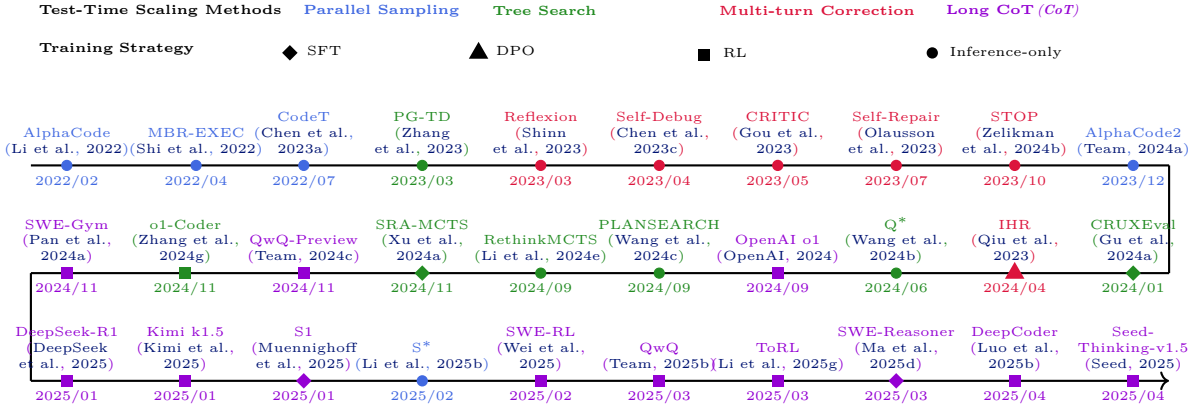 Test-Time Scaling Methods Parallel Sampling Tree Search Multi-turn Correction Long CoT (CoT)
Training Strategy SFT DPO RL Inference-only
AlphaCode
(Li et al., 2022)
2022/02
MBR-EXEC
(Shi et al., 2022)
2022/04
CodeT
(Chen et al.,
2023a)
2022/07
PG-TD
(Zhang
et al., 2023)
2023/03
Reflexion
(Shinn
et al., 2023)
2023/03
Self-Debug
(Chen et al.,
2023c)
2023/04
CRITIC
(Gou et al.,
2023)
2023/05
Self-Repair
(Olausson
et al., 2023)
2023/07
STOP
(Zelikman
et al., 2024b)
2023/10
AlphaCode2
(Team, 2024a)
2023/12
SWE-Gym
(Pan et al.,
2024a)
2024/11
o1-Coder
(Zhang et al.,
2024g)
2024/11
QwQ-Preview
(Team, 2024c)
2024/11
SRA-MCTS
(Xu et al.,
2024a)
2024/11
RethinkMCTS
(Li et al., 2024e)
2024/09
PLANSEARCH
(Wang et al.,
2024c)
2024/09
OpenAI o1
(OpenAI, 2024)
2024/09
Q*
(Wang et al.,
2024b)
2024/06
IHR
(Qiu et al.,
2023)
2024/04
CRUXEval
(Gu et al.,
2024a)
2024/01
DeepSeek-R1
(DeepSeek
et al., 2025)
2025/01
Kimi k1.5
(Kimi et al.,
2025)
2025/01
S1
(Muennighoff
et al., 2025)
2025/01
S*
(Li et al., 2025b)
2025/02
SWE-RL
(Wei et al.,
2025)
2025/02
QwQ
(Team, 2025b)
2025/03
ToRL
(Li et al., 2025g)
2025/03
SWE-Reasoner
(Ma et al.,
2025d)
2025/03
DeepCoder
(Luo et al.,
2025b)
2025/04
Seed-
Thinking-v1.5
(Seed, 2025)
2025/04